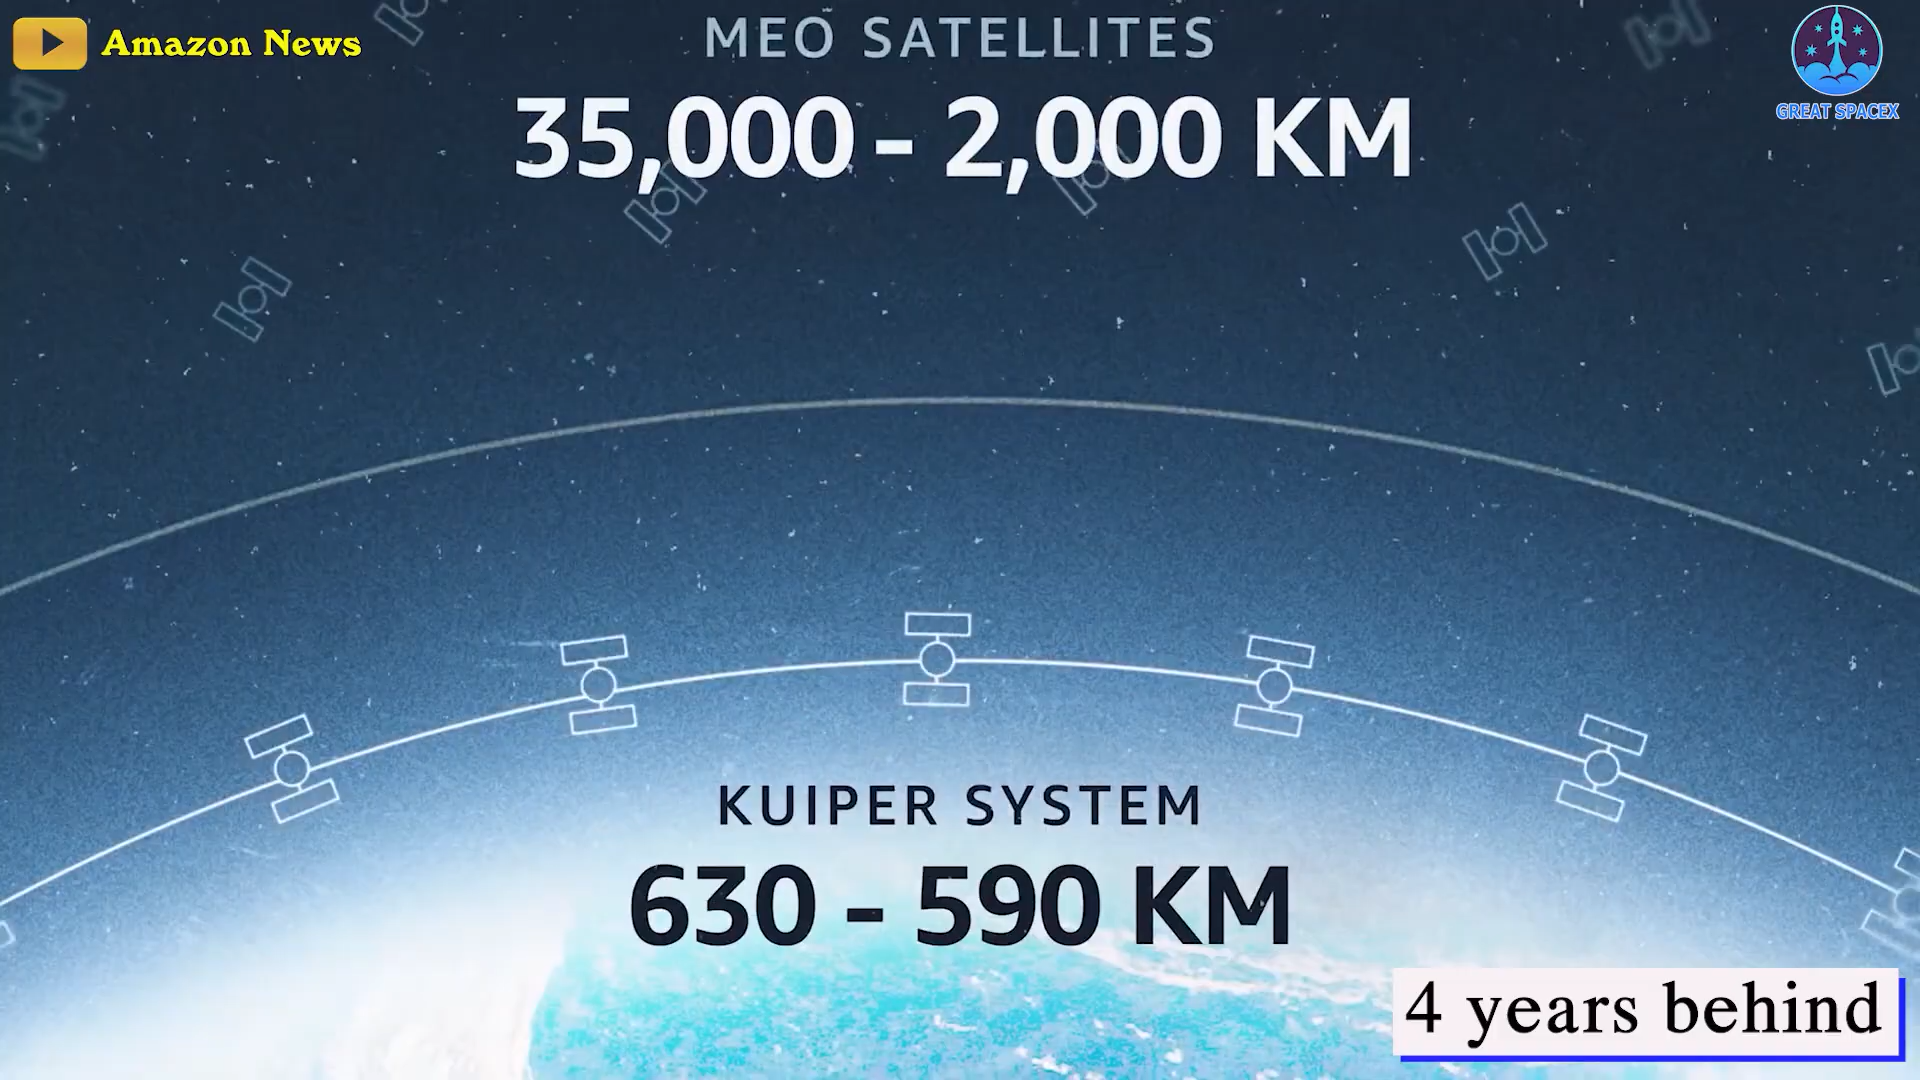 Amazon News
MEO SATELLITES
35,000 - 2,000 KM
GREAT SPACEX
KUIPER SYSTEM
630 - 590 KM
4 years behind